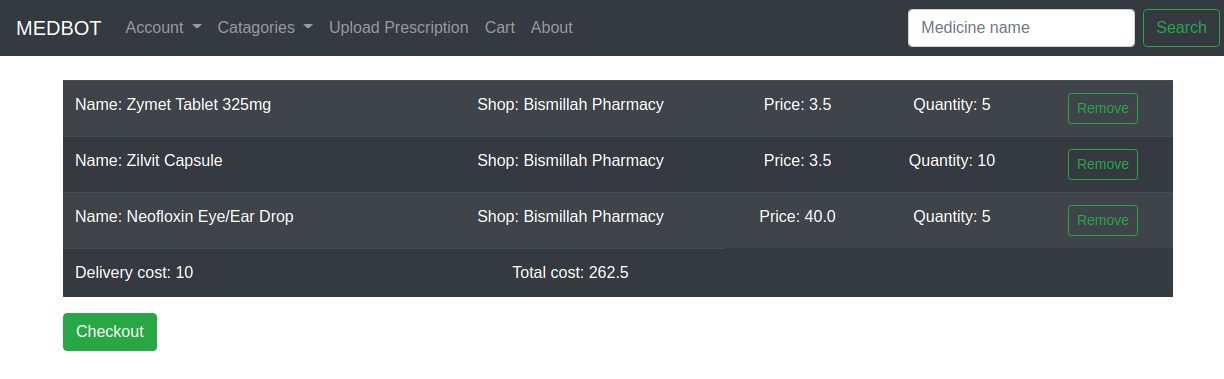 MEDBOT Account Catagories Upload Prescription Cart About Medicine name Search
Name: Zymet Tablet 325mg Shop: Bismillah Pharmacy Price: 3.5 Quantity: 5 Remove
Name: Zilvit Capsule Shop: Bismillah Pharmacy Price: 3.5 Quantity: 10 Remove
Name: Neofloxin Eye/Ear Drop Shop: Bismillah Pharmacy Price: 40.0 Quantity: 5 Remove
Delivery cost: 10 Total cost: 262.5
Checkout